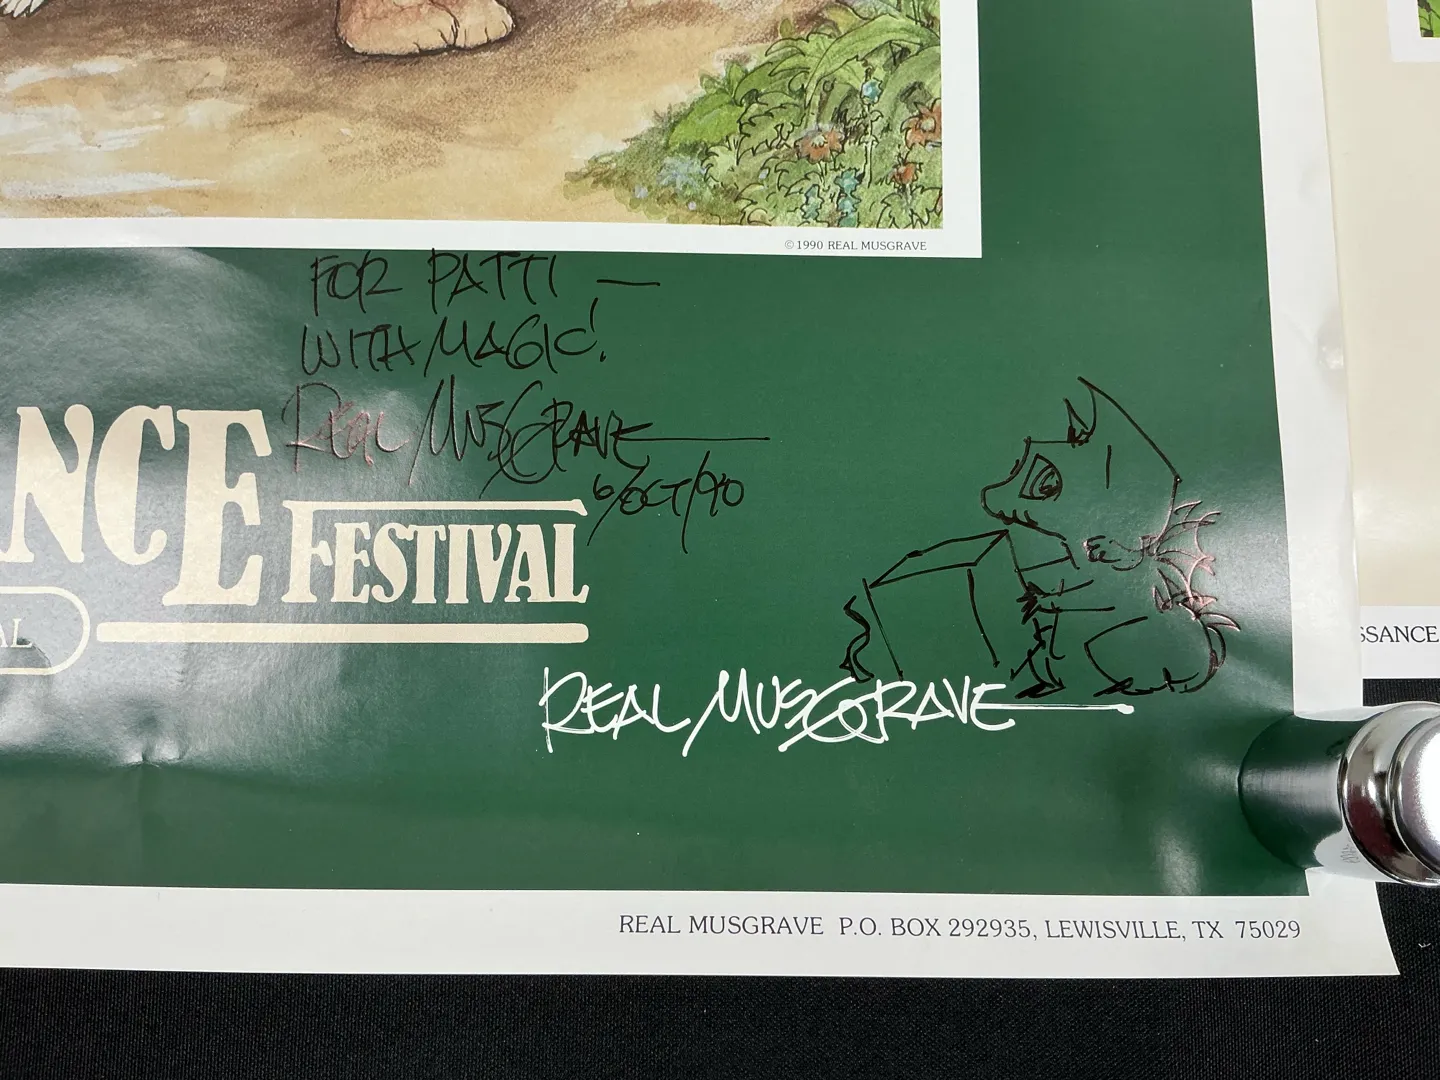 ©1990 REAL MUSGRAVE
FOR PATTI —
WITH MAGIC!
REAL MUSGRAVE
6/OCT/90
NCE
FESTIVAL
AL
REAL MUSGRAVE
SSANCE
REAL MUSGRAVE P.O. BOX 292935, LEWISVILLE, TX 75029